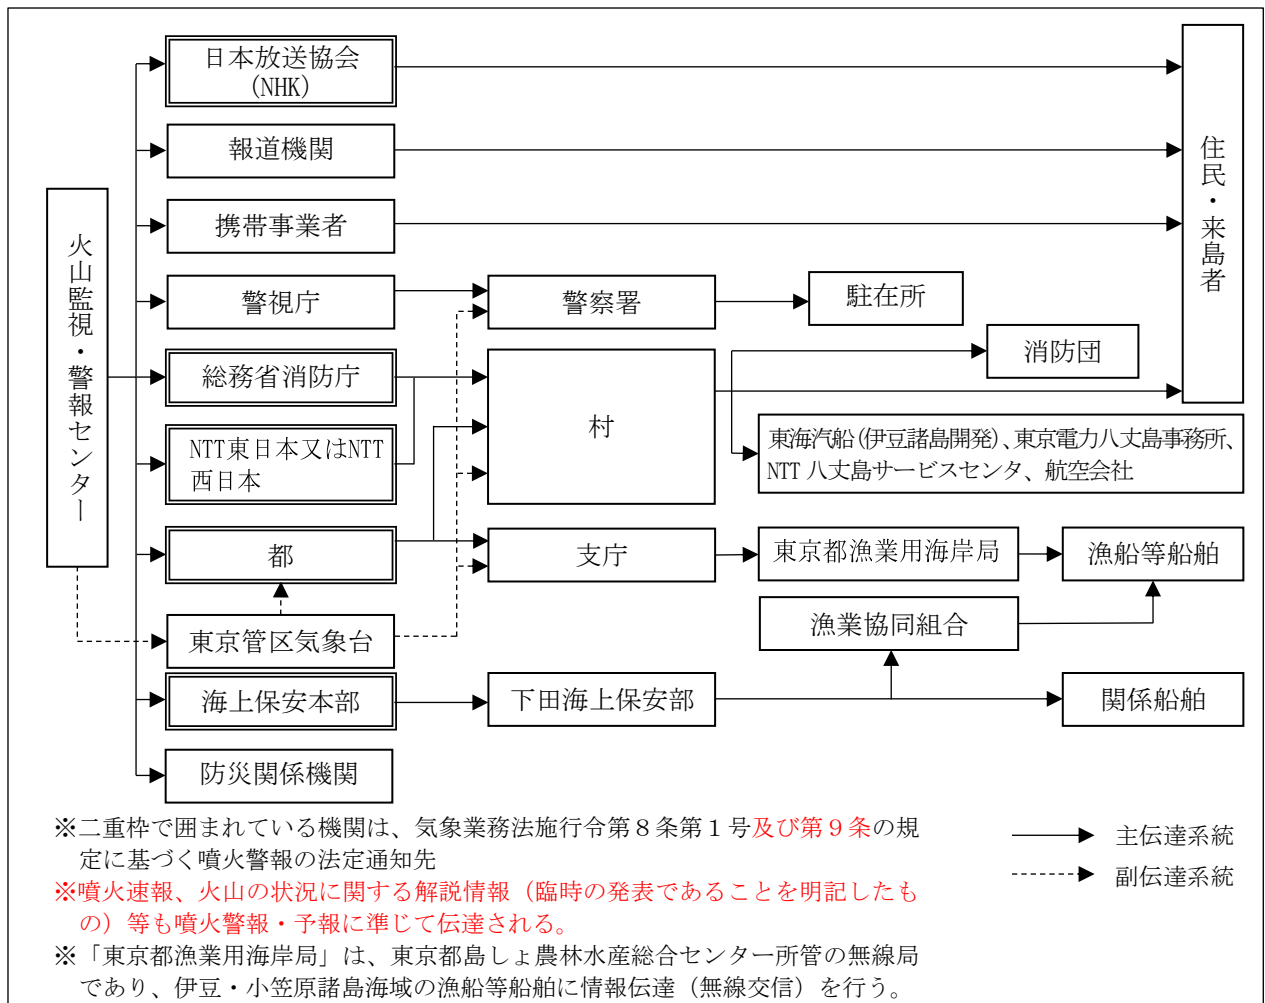 日本放送協会
(NHK)
報道機関
携帯事業者
警視庁
警察署
駐在所
総務省消防庁
消防団
NTT東日本又はNTT
西日本
村
東海汽船(伊豆諸島開発)、東京電力八丈島事務所、
NTT 八丈島サービスセンタ、航空会社
都
支庁
東京都漁業用海岸局
漁船等船舶
東京管区気象台
漁業協同組合
海上保安本部
下田海上保安部
関係船舶
防災関係機関
火山監視・警報センター
住民・来島者
※二重枠で囲まれている機関は、気象業務法施行令第８条第１号及び第９条の規
定に基づく噴火警報の法定通知先
※噴火速報、火山の状況に関する解説情報（臨時の発表であることを明記したも
の）等も噴火警報・予報に準じて伝達される。
※「東京都漁業用海岸局」は、東京都島しょ農林水産総合センター所管の無線局
であり、伊豆・小笠原諸島海域の漁船等船舶に情報伝達（無線交信）を行う。
主伝達系統
副伝達系統